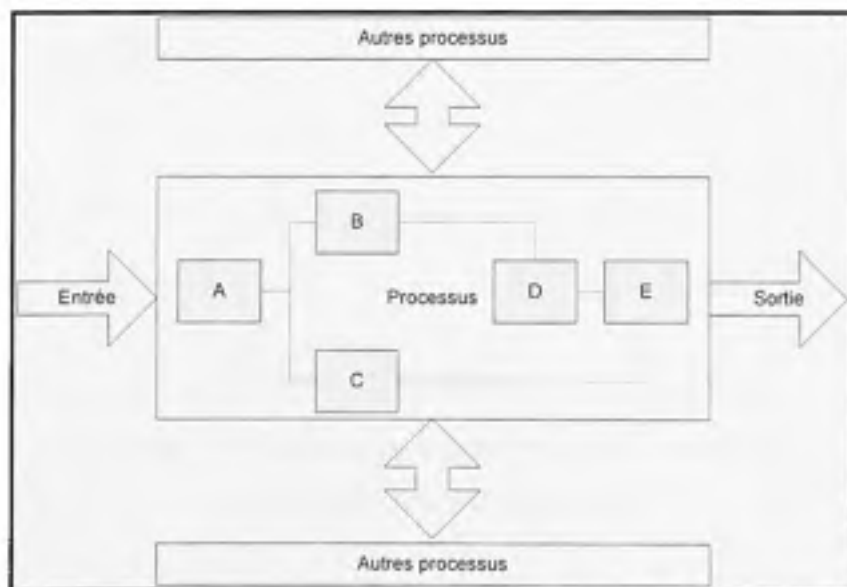 Autres processus
B
Entrée
A
Processus
D
E
Sortie
C
Autres processus